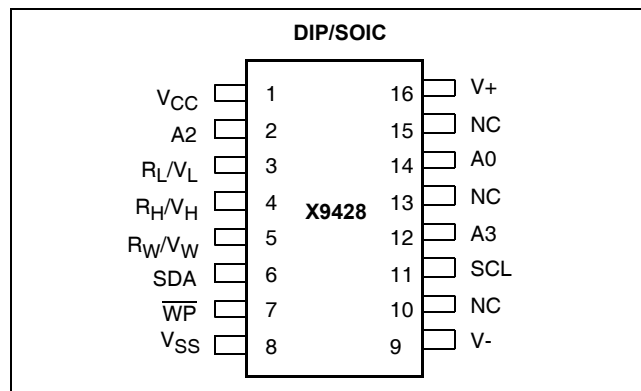 DIP/SOIC
VCC 1 16 V+
A2 2 15 NC
RL/VL 3 14 A0
RH/VH 4 X9428 13 NC
RW/VW 5 12 A3
SDA 6 11 SCL
W̅P̅ 7 10 NC
VSS 8 9 V-